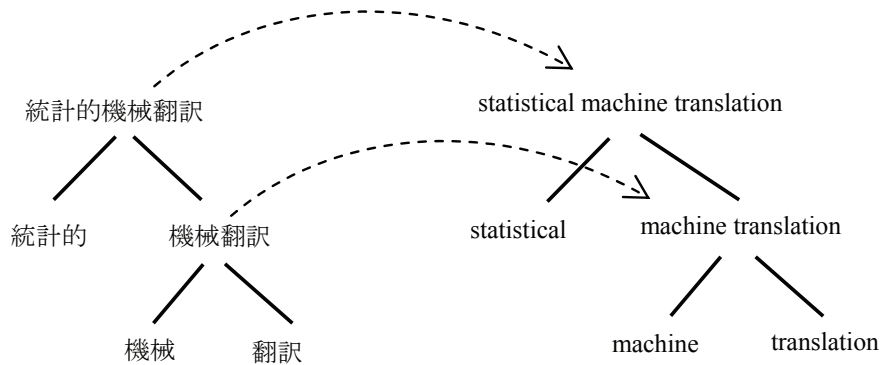 統計的機械翻訳
statistical machine translation
統計的
機械翻訳
statistical
machine translation
機械
翻訳
machine
translation